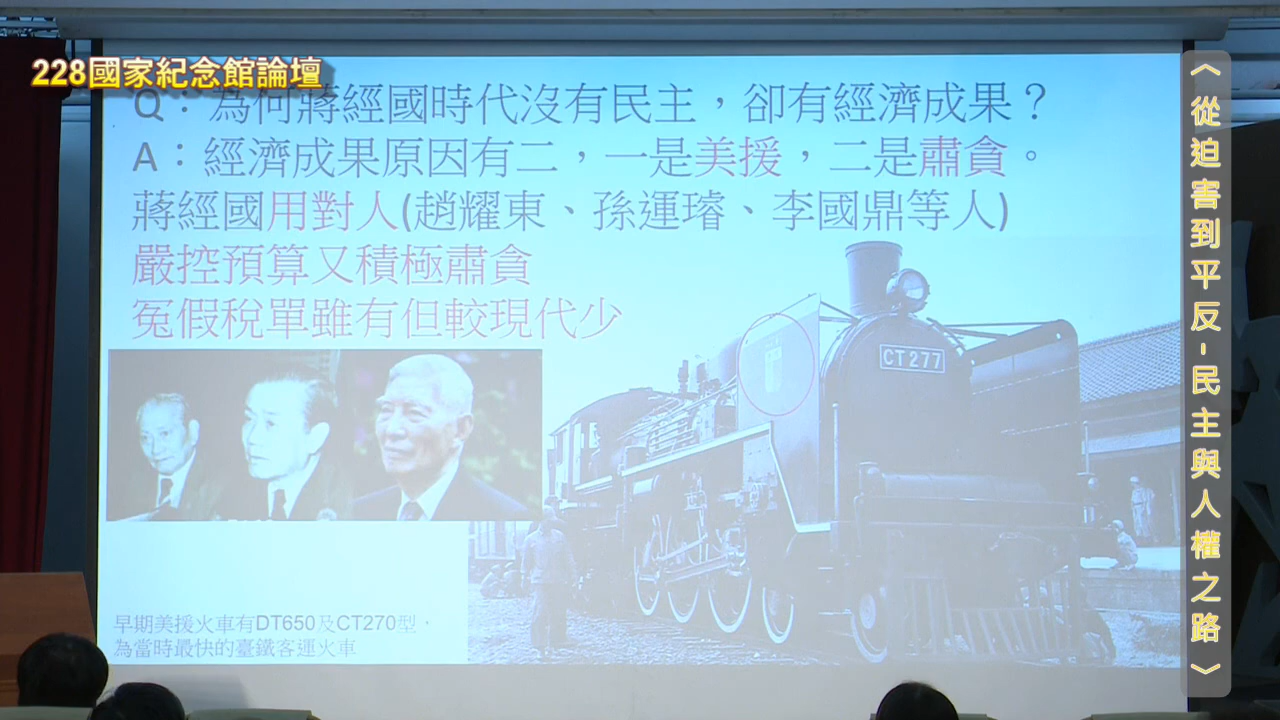 228國家紀念館論壇
Q：為何蔣經國時代沒有民主，卻有經濟成果？
A：經濟成果原因有二，一是美援，二是肅貪。
蔣經國用對人(趙耀東、孫運璿、李國鼎等人)
嚴控預算又積極肅貪
冤假稅單雖有但較現代少
CT277
早期美援火車有DT650及CT270型，
為當時最快的臺鐵客運火車
《從迫害到平反-民主與人權之路》